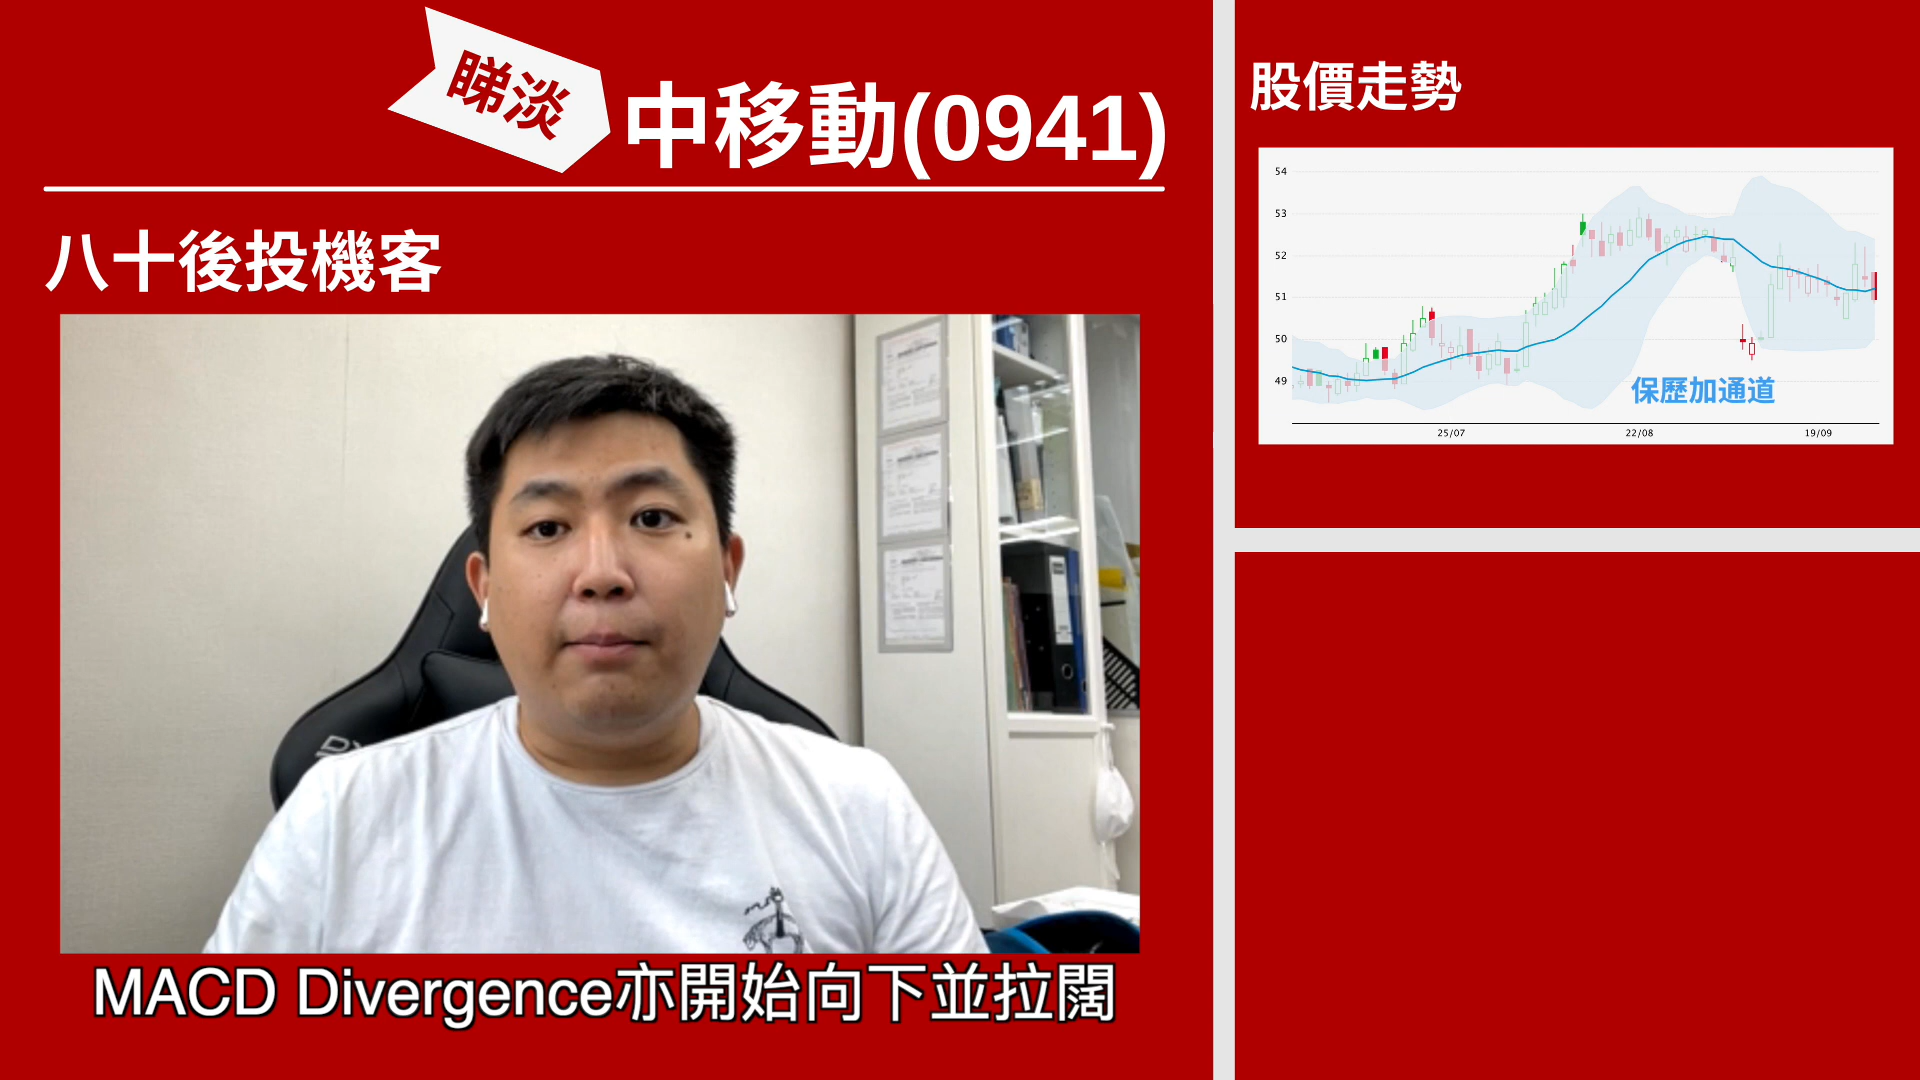 睇淡
中移動(0941)
八十後投機客
MACD Divergence亦開始向下並拉闊
股價走勢
54
53
52
51
50
49
保歷加通道
25/07
22/08
19/09